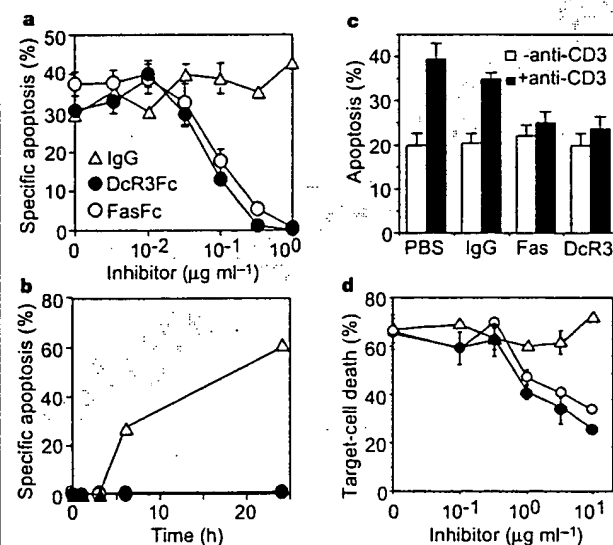 a
Specific apoptosis (%)
50
40
30
20
10
0
IgG
DcR3Fc
FasFc
0 10-2 10-1 100
Inhibitor (µg ml–1)
b
Specific apoptosis (%)
80
60
40
20
0
0 10 20
Time (h)
c
Apoptosis (%)
-anti-CD3
+anti-CD3
40
30
20
10
0
PBS IgG Fas DcR3
d
Target-cell death (%)
80
60
40
20
0
0 10-1 100 101
Inhibitor (µg ml–1)